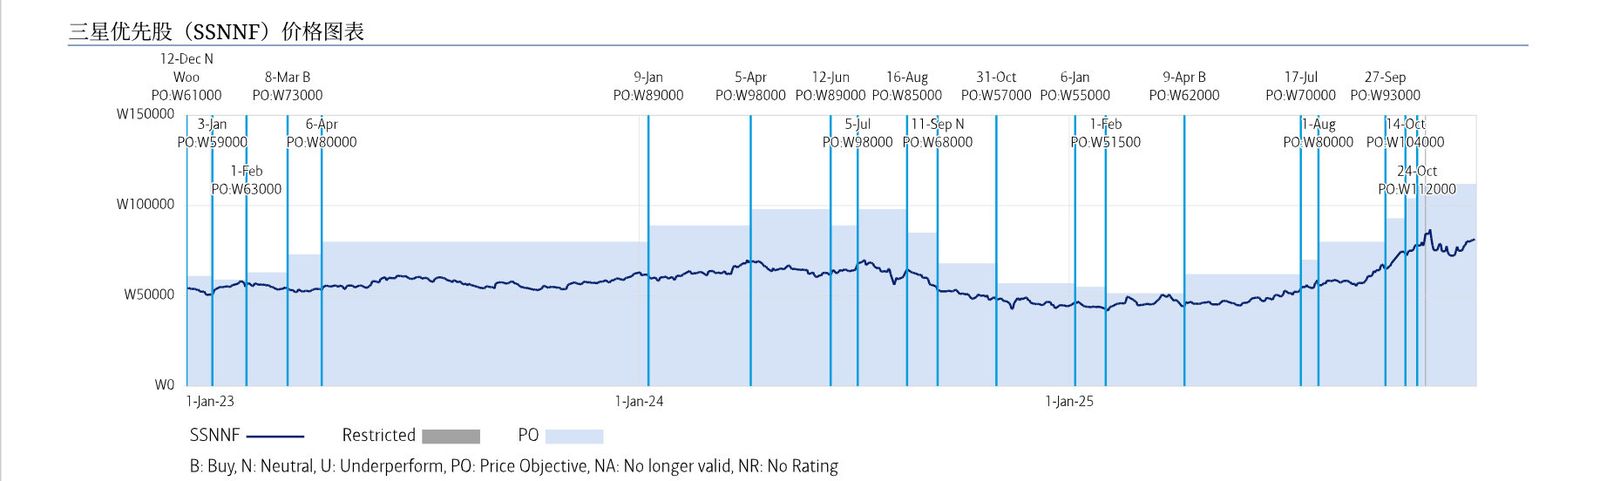 三星优先股（SSNNF）价格图表
12-Dec N
Woo
PO:W61000
8-Mar B
PO:W73000
9-Jan
PO:W89000
5-Apr
PO:W98000
12-Jun
PO:W89000
16-Aug
PO:W85000
31-Oct
PO:W57000
6-Jan
PO:W55000
9-Apr B
PO:W62000
17-Jul
PO:W70000
27-Sep
PO:W93000
W150000
3-Jan
PO:W59000
6-Apr
PO:W80000
5-Jul
PO:W98000
11-Sep N
PO:W68000
1-Feb
PO:W51500
1-Aug
PO:W80000
14-Oct
PO:W104000
1-Feb
PO:W63000
24-Oct
PO:W112000
W100000
W50000
W0
1-Jan-23
1-Jan-24
1-Jan-25
SSNNF
Restricted
PO
B: Buy, N: Neutral, U: Underperform, PO: Price Objective, NA: No longer valid, NR: No Rating